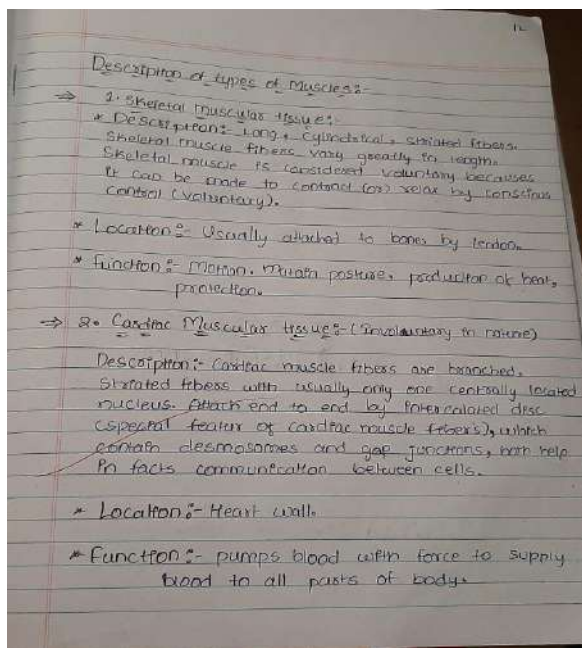 12
Description of types of Muscles:-
⇒ 1. Skeletal muscular tissue:-
* Description:- Long, cylindrical, striated fibers.
Skeletal muscle fibers vary greatly in length.
Skeletal muscle is considered voluntary becauses
it can be made to contract (or) relax by conscious
control (voluntary).
* Location:- Usually attached to bones by tendon.
* function:- Motion, posture, production of heat,
protection.
⇒ 2. Cardiac Muscular tissue:- (Involuntary in nature)
Description:- Cardiac muscle fibers are branched.
Striated fibers with usually only one centrally located
nucleus. Attach end to end by intercalated disc
(special featur of cardiac muscle fibers), which
contain desmosomes and gap junctions, both help
in facts communication between cells.
* Location:- Heart wall.
* Function:- pumps blood with force to supply
blood to all parts of body.